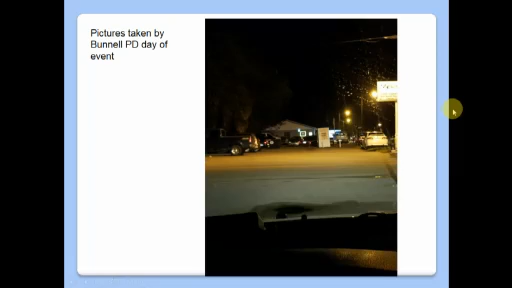 Pictures taken by
Bunnell PD day of
event